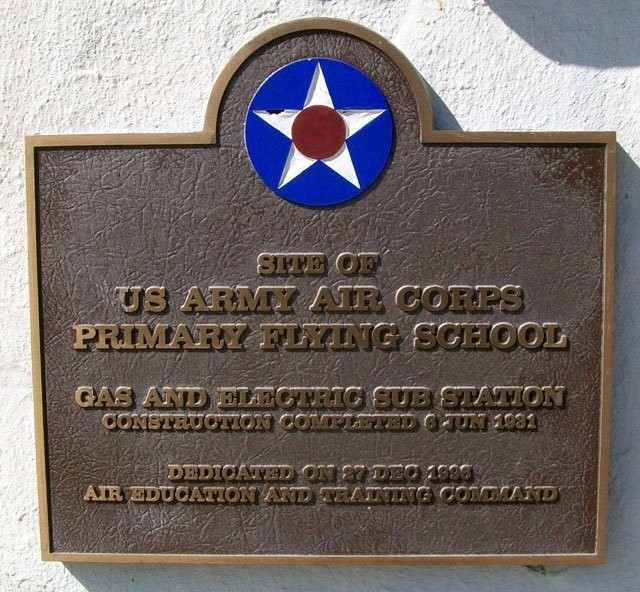 SITE OF
US ARMY AIR CORPS
PRIMARY FLYING SCHOOL
GAS AND ELECTRIC SUB STATION
CONSTRUCTION COMPLETED 6 JUN 1931
DEDICATED ON 27 DEC 1996
AIR EDUCATION AND TRAINING COMMAND